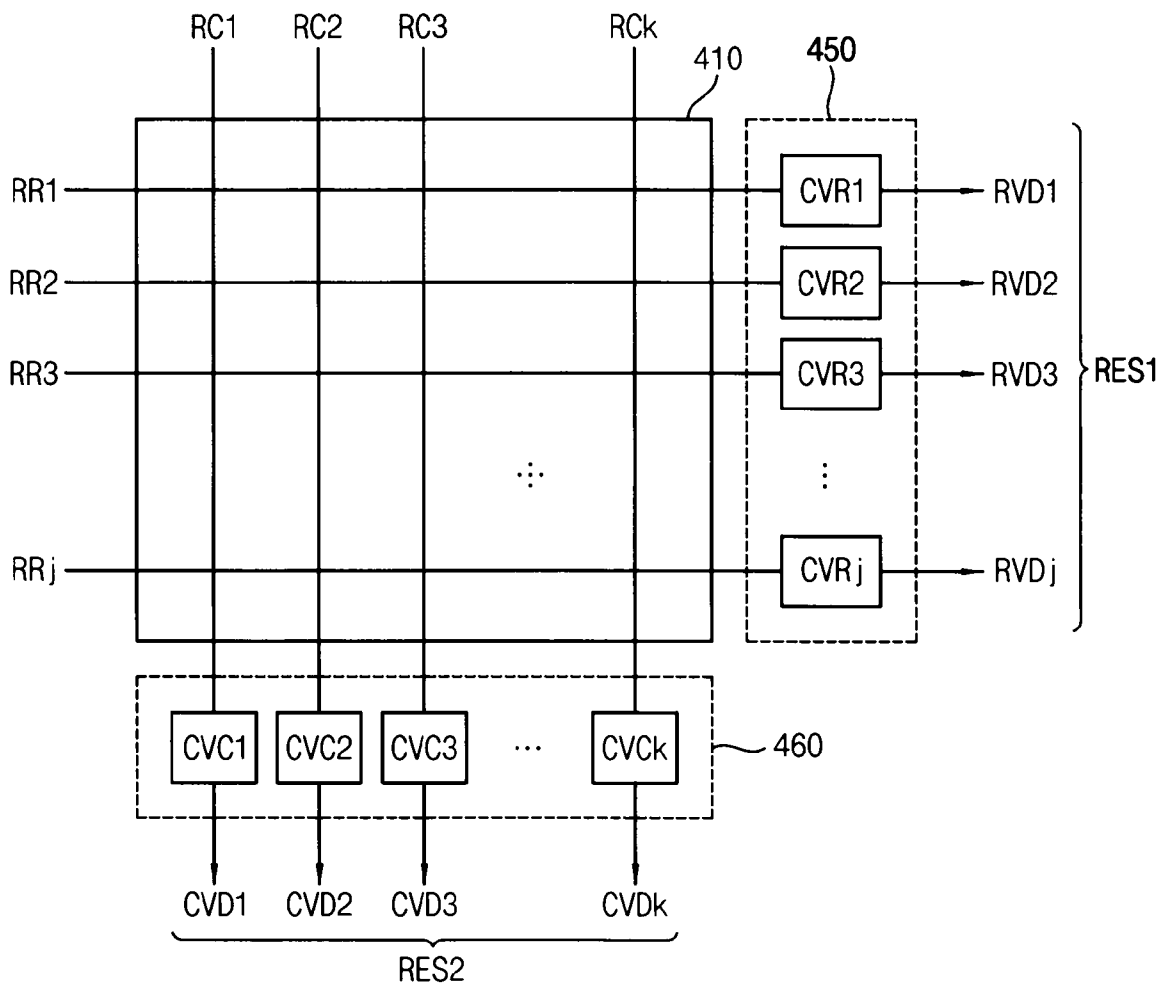 RC1 RC2 RC3 RCk
410
450
RR1 CVR1 RVD1
RR2 CVR2 RVD2
RR3 CVR3 RVD3
RES1
RRj CVRj RVDj
CVC1 CVC2 CVC3 ... CVCk
460
CVD1 CVD2 CVD3 CVDk
RES2